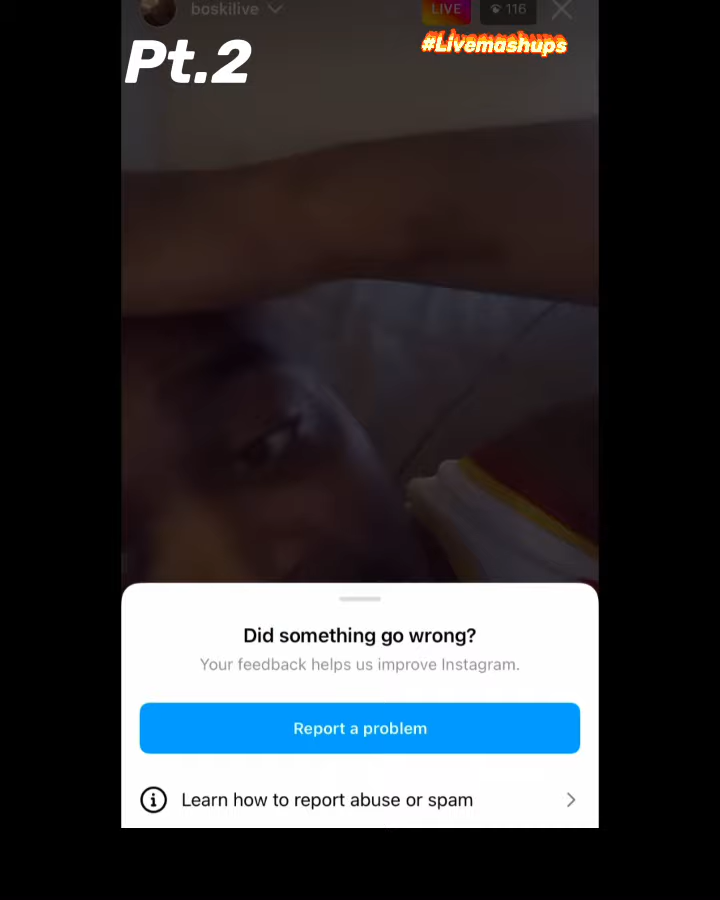 boskilive
LIVE
116
Pt.2
#Livemashups
Did something go wrong?
Your feedback helps us improve Instagram.
Report a problem
Learn how to report abuse or spam